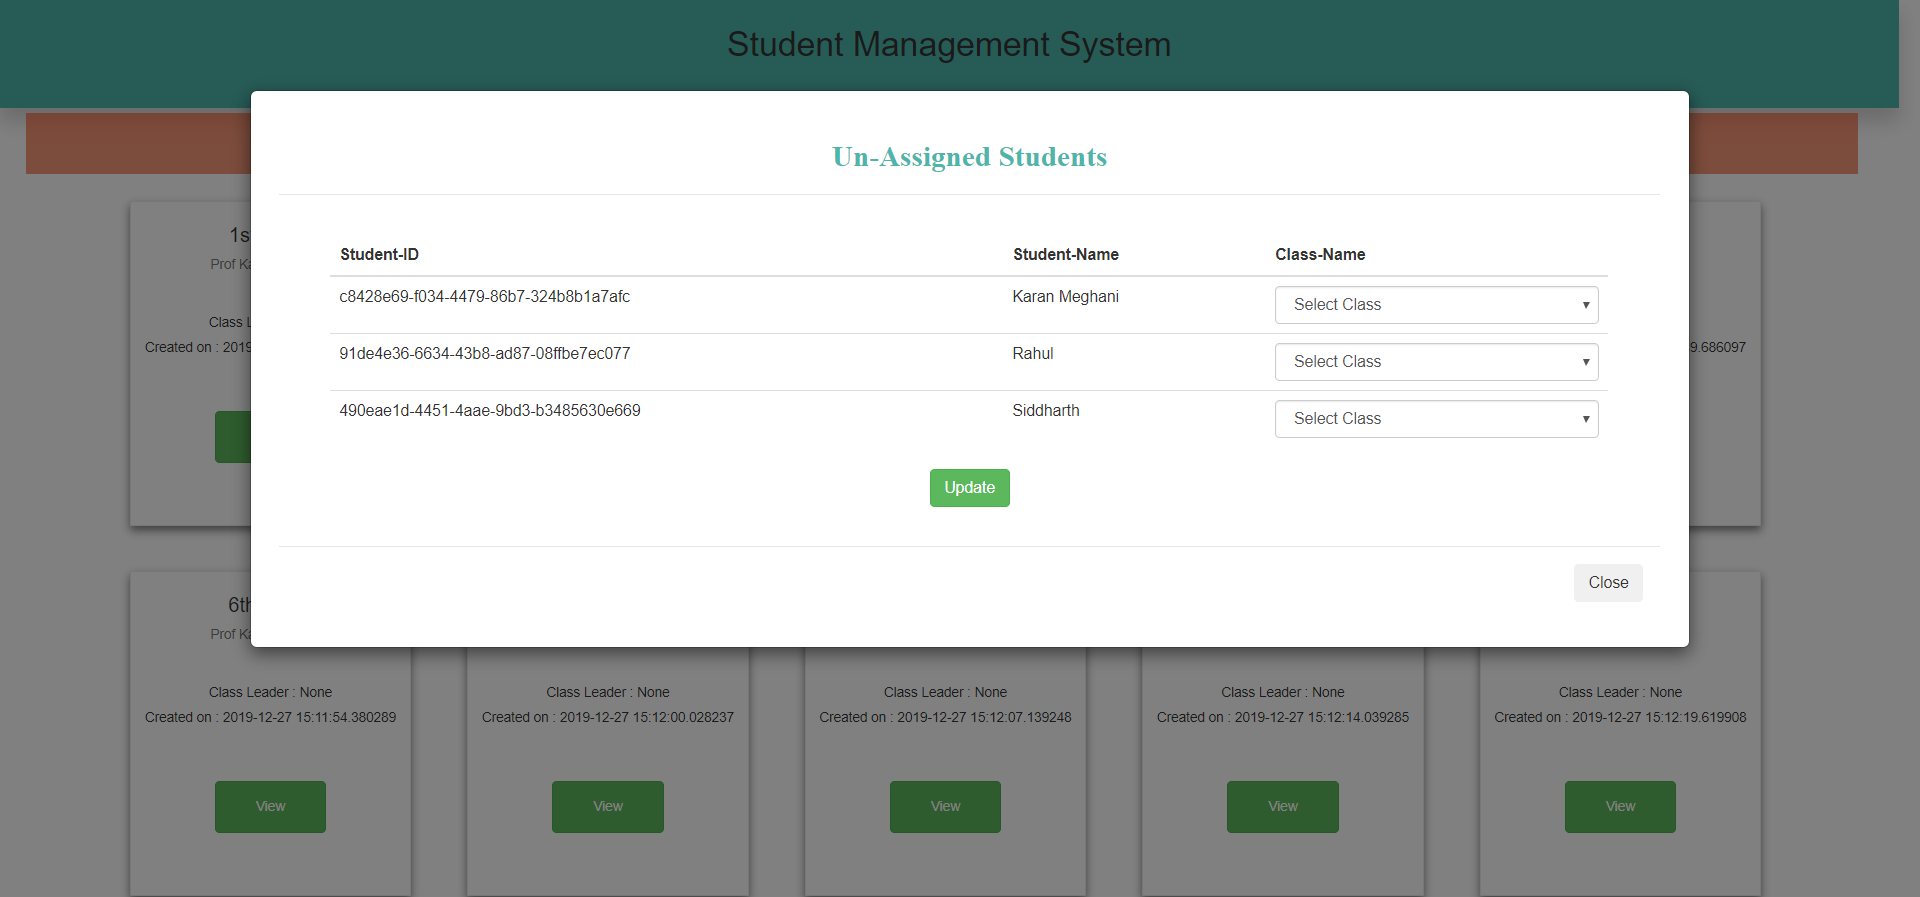 Student Management System
Un-Assigned Students
Student-ID Student-Name Class-Name
c8428e69-f034-4479-86b7-324b8b1a7afc Karan Meghani Select Class
91de4e36-6634-43b8-ad87-08ffbe7ec077 Rahul Select Class
490eae1d-4451-4aae-9bd3-b3485630e669 Siddharth Select Class
Update
Close
1s
Prof Ka
Class L
Created on : 2019
9.686097
6th
Prof Ka
Class Leader : None Class Leader : None Class Leader : None Class Leader : None Class Leader : None
Created on : 2019-12-27 15:11:54.380289 Created on : 2019-12-27 15:12:00.028237 Created on : 2019-12-27 15:12:07.139248 Created on : 2019-12-27 15:12:14.039285 Created on : 2019-12-27 15:12:19.619908
View View View View View